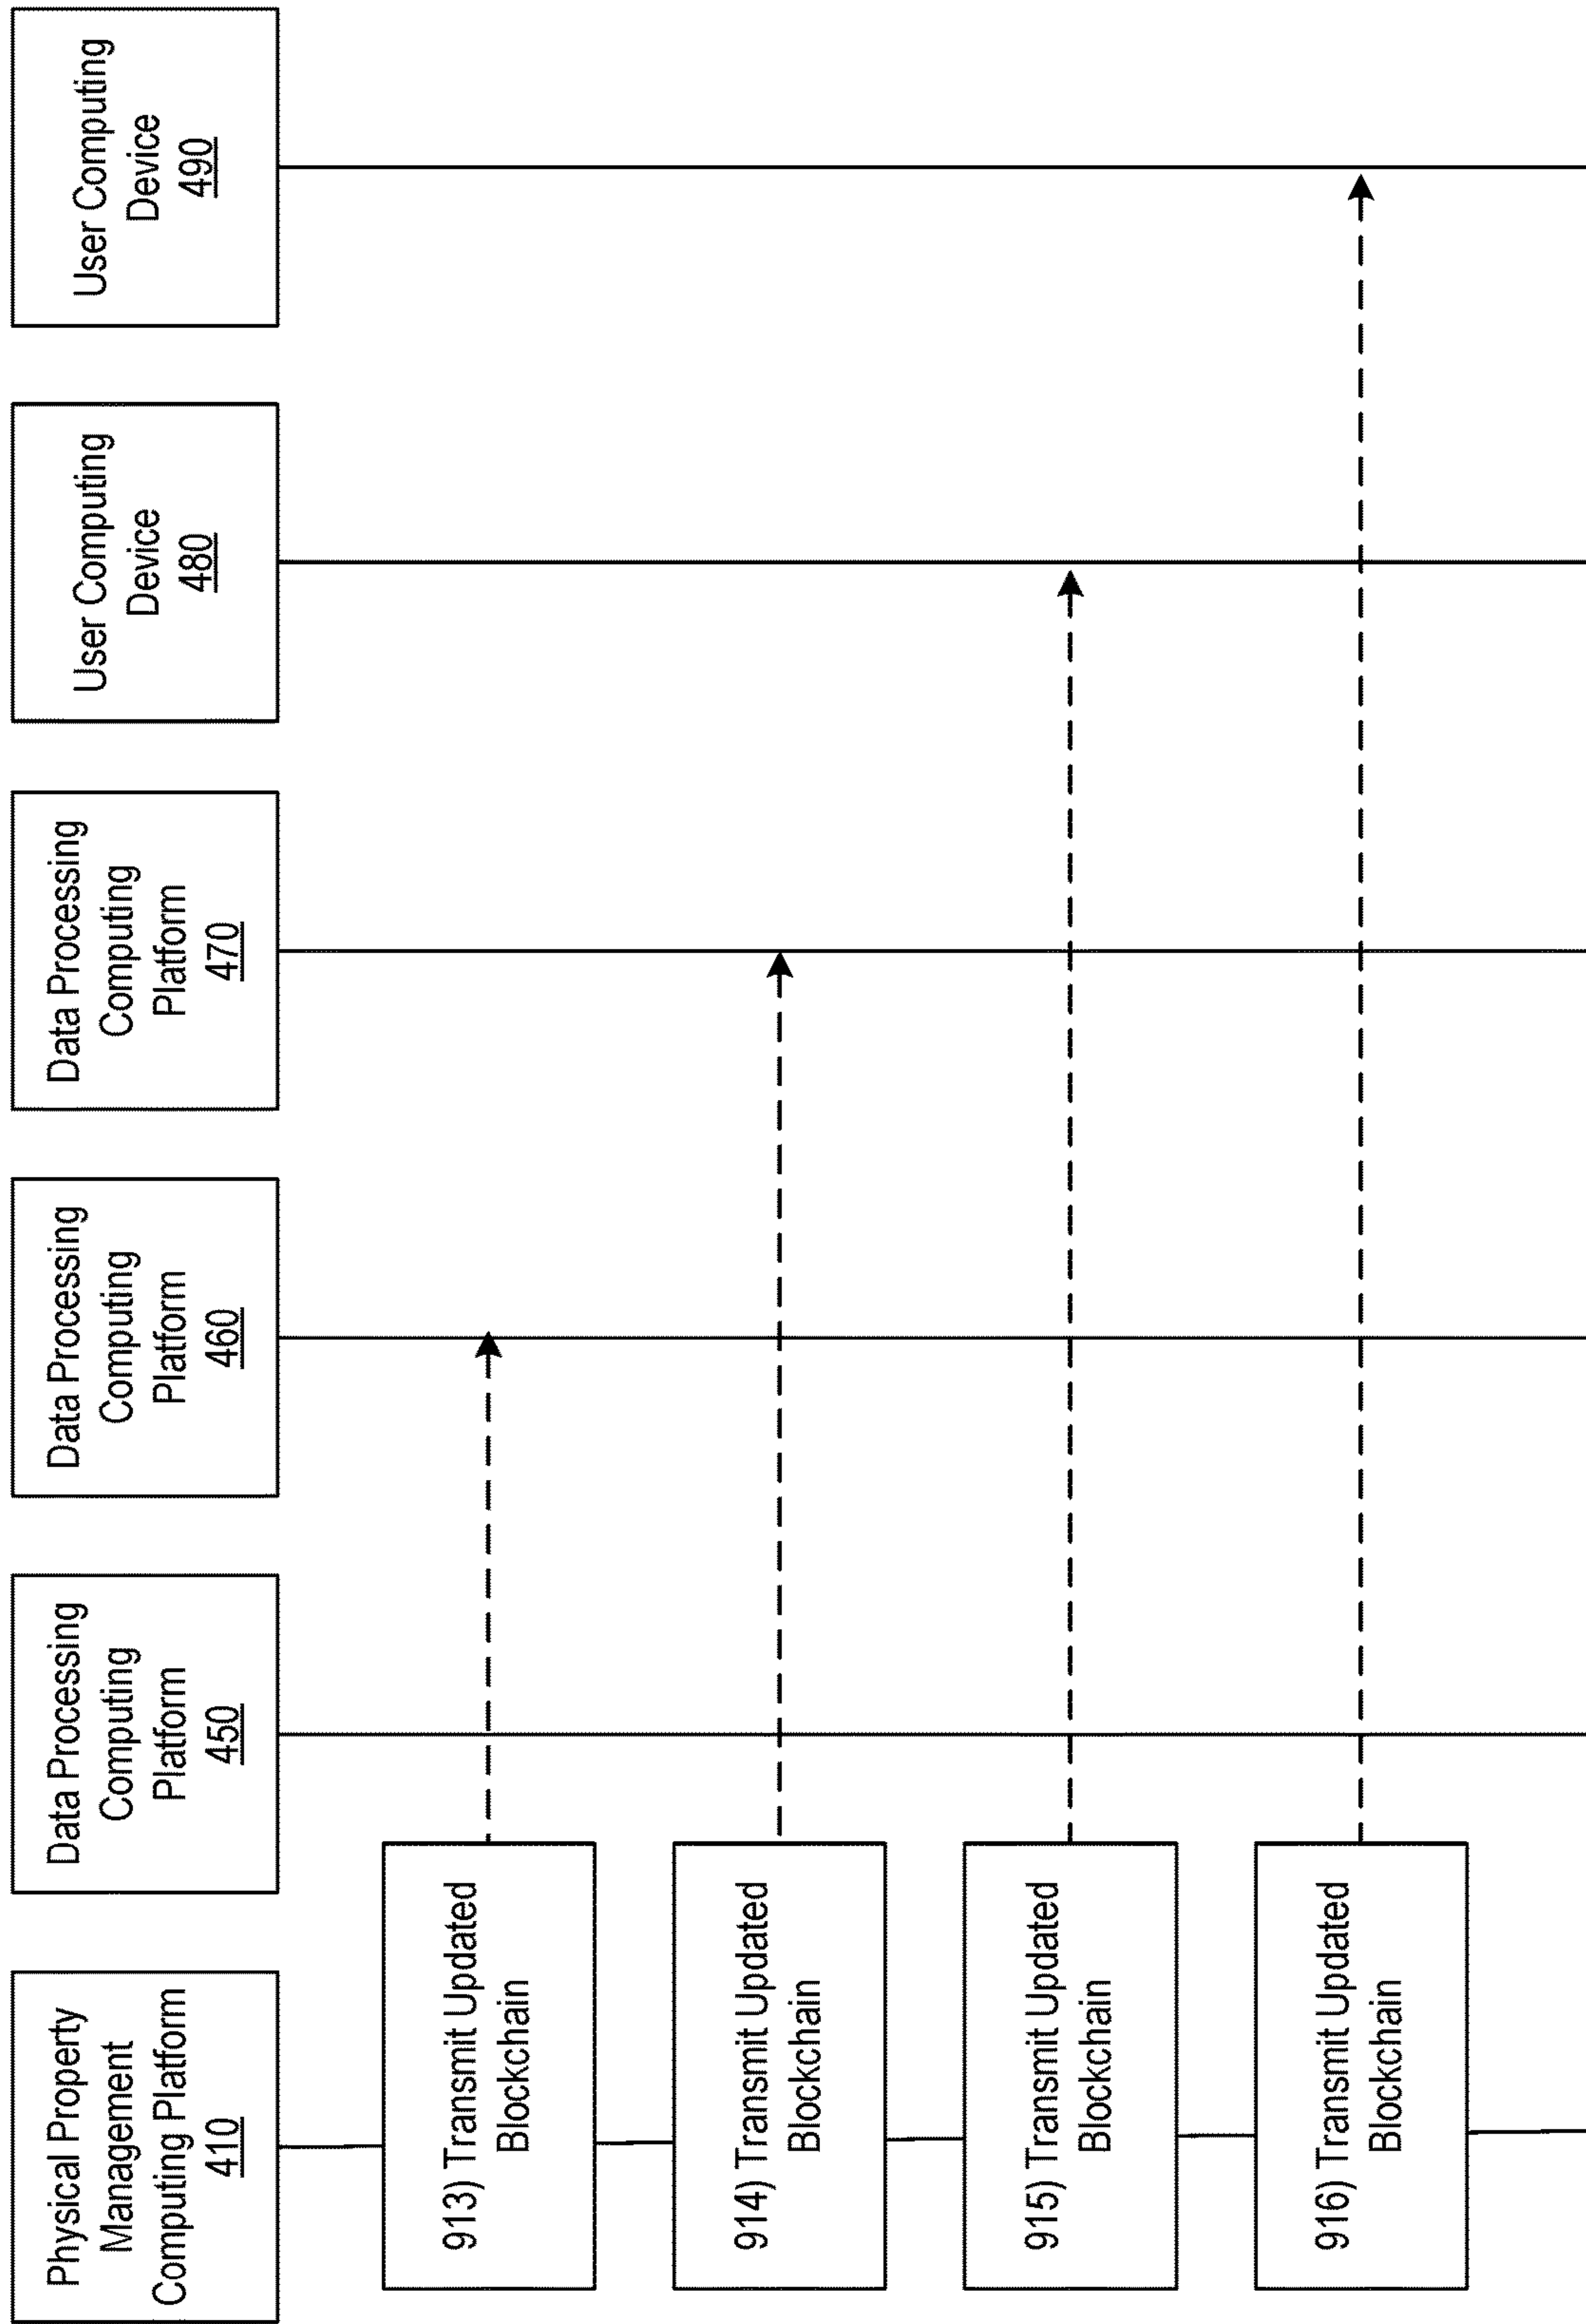 Physical Property
Management
Computing Platform
410
Data Processing
Computing
Platform
450
Data Processing
Computing
Platform
460
Data Processing
Computing
Platform
470
User Computing
Device
480
User Computing
Device
490
913) Transmit Updated
Blockchain
914) Transmit Updated
Blockchain
915) Transmit Updated
Blockchain
916) Transmit Updated
Blockchain